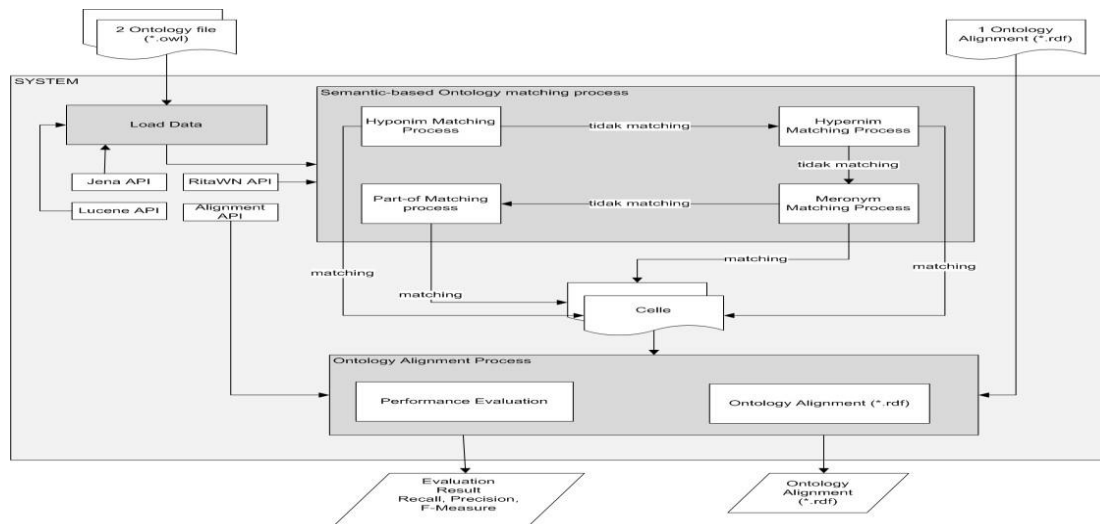 2 Ontology file
(*.owl)
1 Ontology
Alignment (*.rdf)
SYSTEM
Semantic-based Ontology matching process
Load Data
Hyponim Matching
Process
tidak matching
Hypernim
Matching Process
tidak matching
Jena API
RitaWN API
Part-of Matching
process
tidak matching
Meronym
Matching Process
Lucene API
Alignment
API
matching
matching
matching
matching
Celle
Ontology Alignment Process
Performance Evaluation
Ontology Alignment (*.rdf)
Evaluation
Result
Recall, Precision,
F-Measure
Ontology
Alignment
(*.rdf)